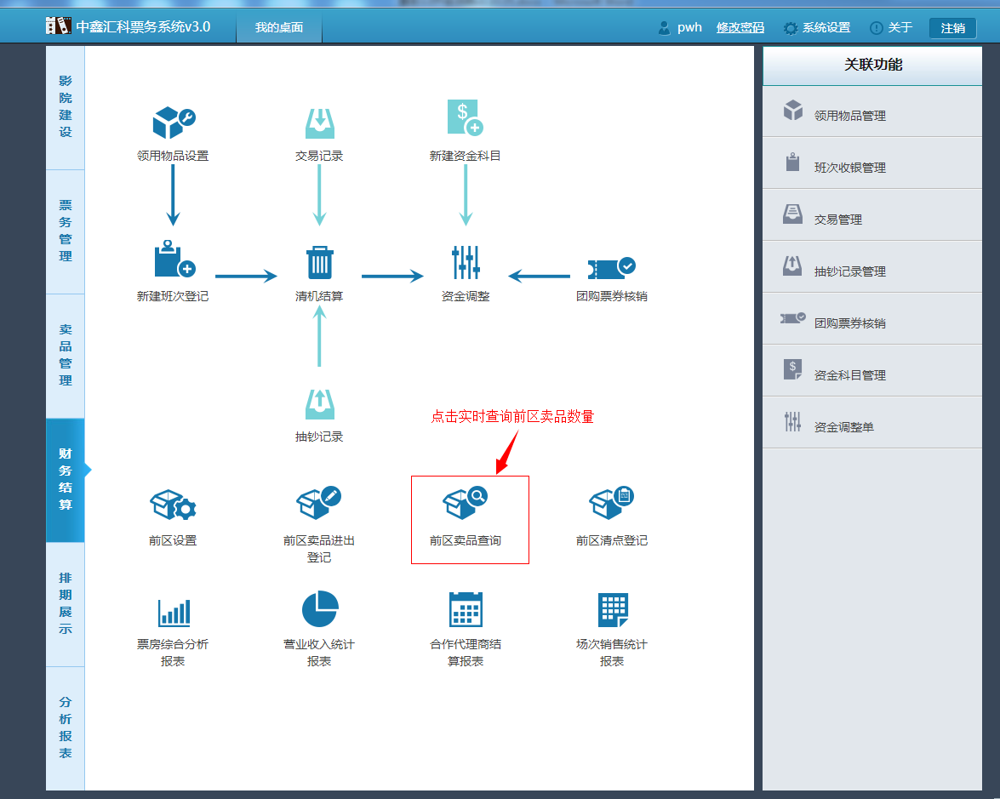 中鑫汇科票务系统v3.0
我的桌面
pwh
修改密码
系统设置
关于
注销
影院建设
票务管理
卖品管理
财务结算
排期展示
分析报表
领用物品设置
交易记录
新建资金科目
新建班次登记
清机结算
资金调整
团购票券核销
抽钞记录
点击实时查询前区卖品数量
前区设置
前区卖品进出
登记
前区卖品查询
前区清点登记
票房综合分析
报表
营业收入统计
报表
合作代理商结
算报表
场次销售统计
报表
关联功能
领用物品管理
班次收银管理
交易管理
抽钞记录管理
团购票券核销
资金科目管理
资金调整单